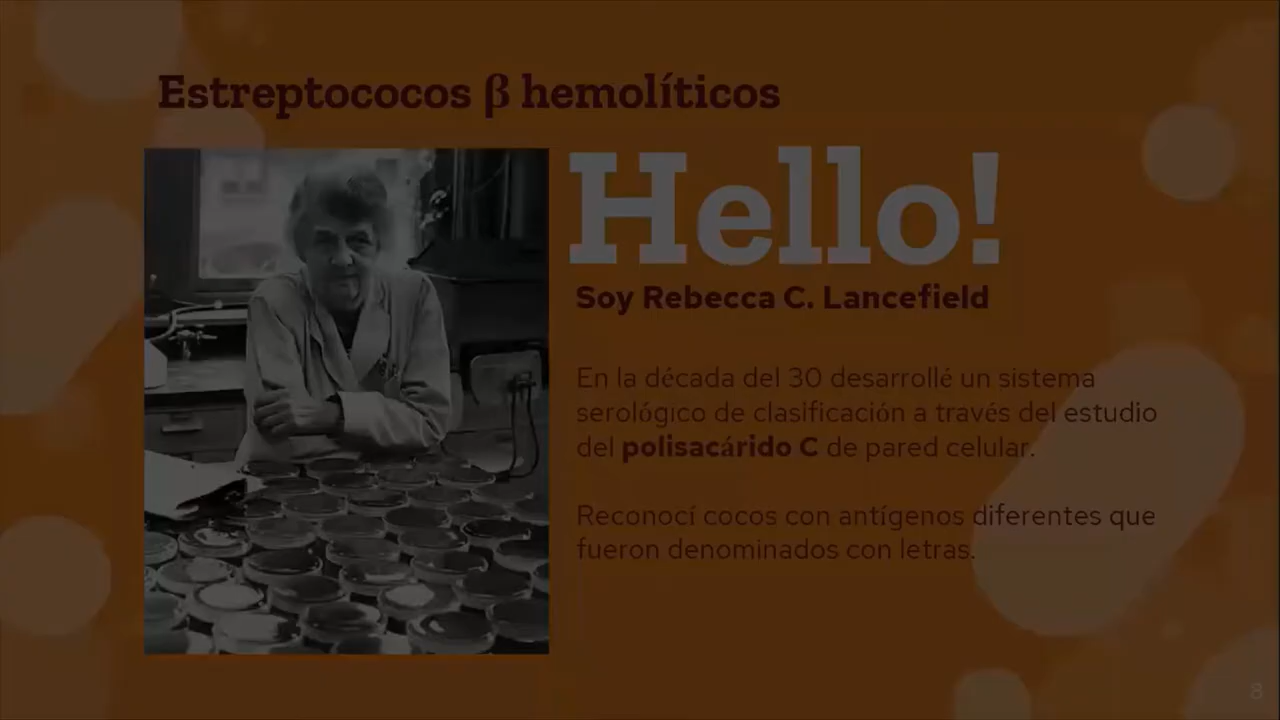 Estreptococos β hemolíticos
Hello!
Soy Rebecca C. Lancefield
En la década del 30 desarrollé un sistema
serológico de clasificación a través del estudio
del polisacárido C de pared celular.
Reconocí cocos con antígenos diferentes que
fueron denominados con letras.
8